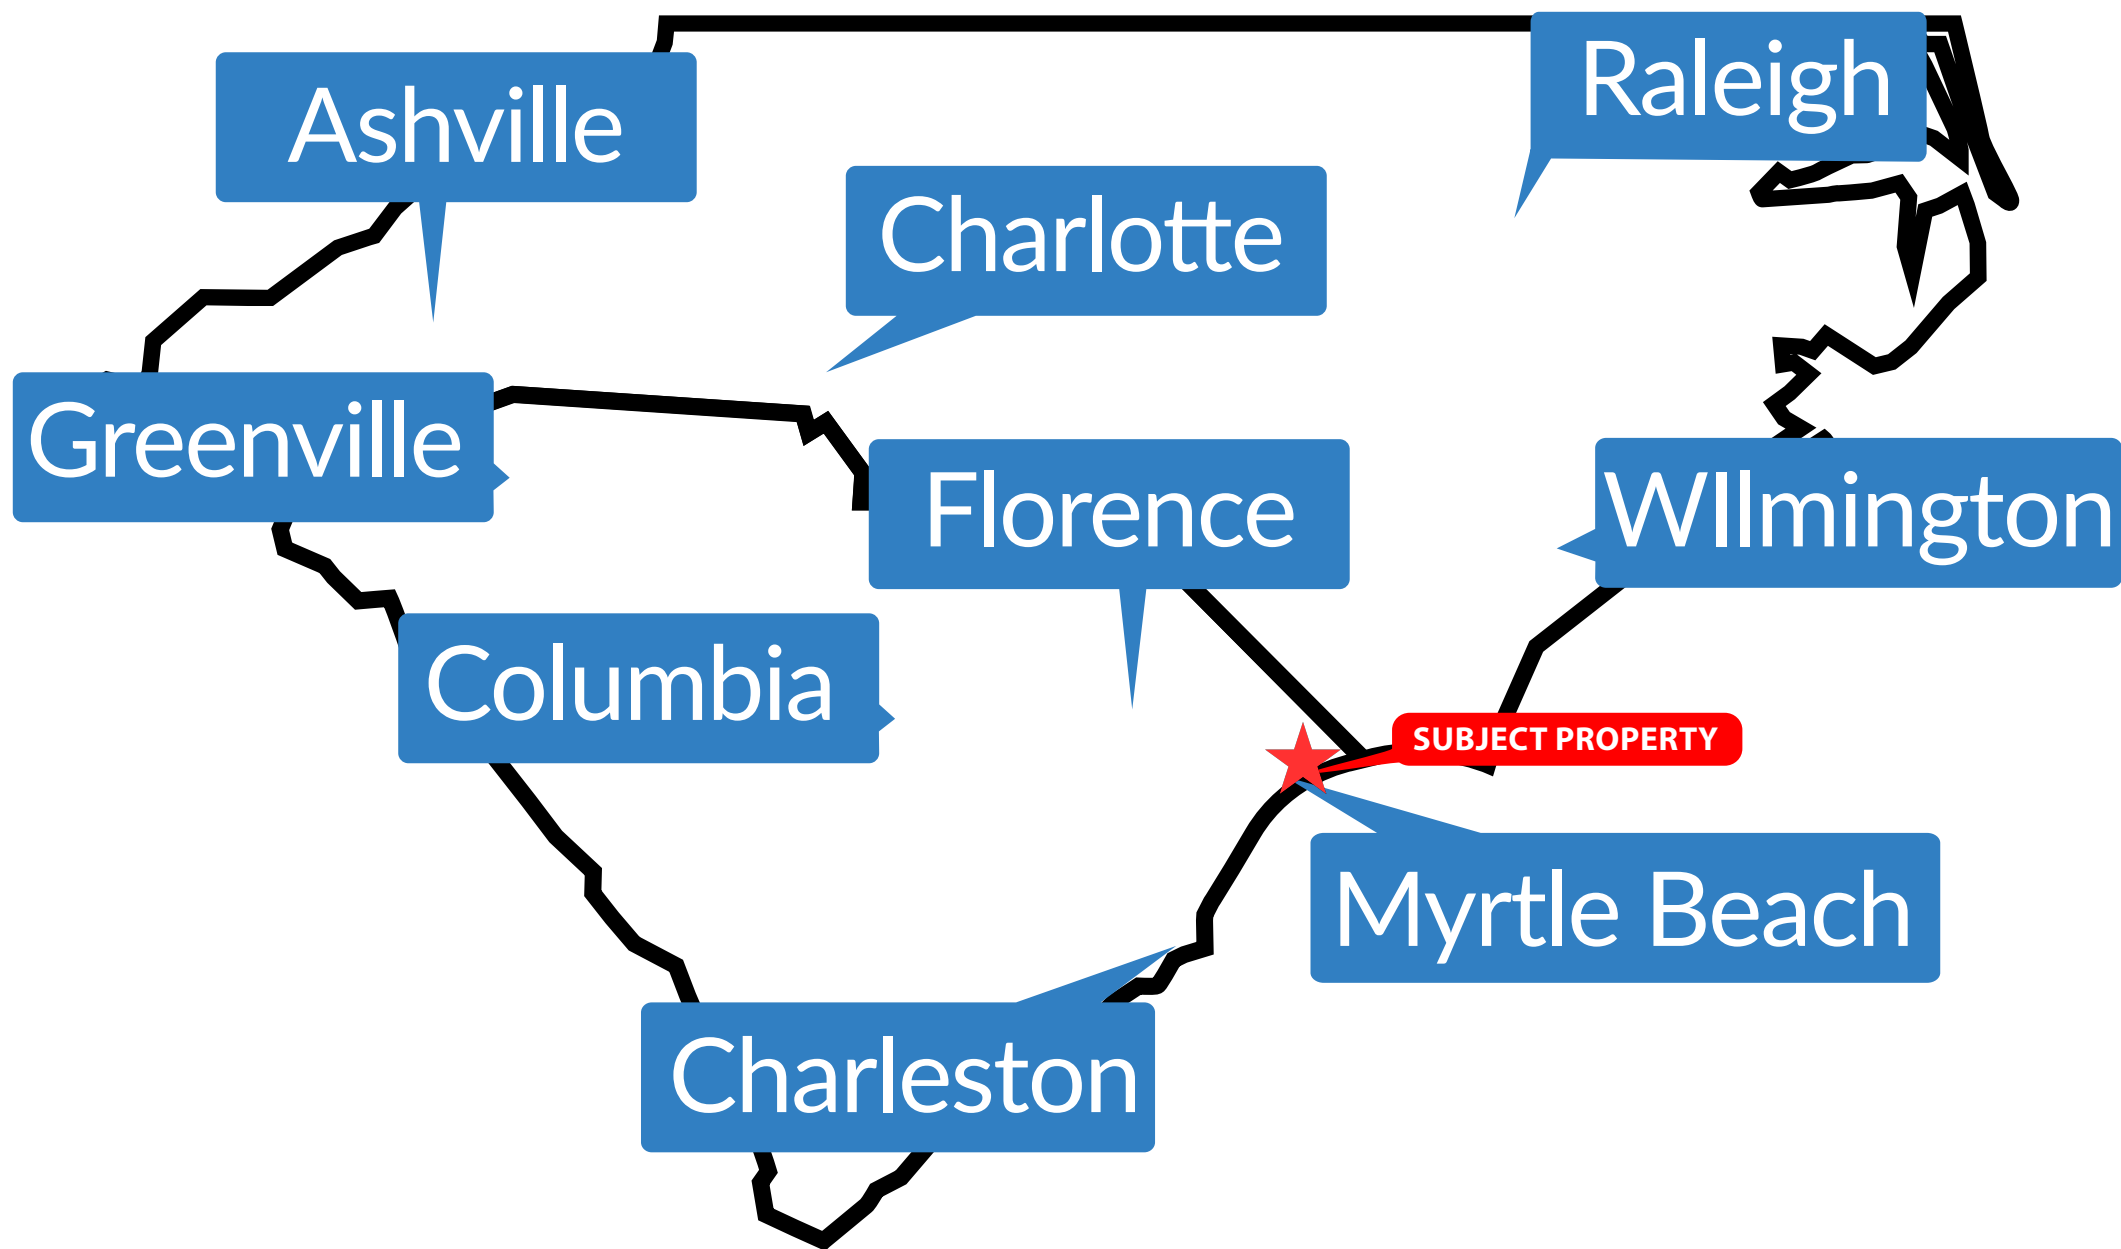 Raleigh
Ashville
Charlotte
Greenville
Florence
WIlmington
Columbia
SUBJECT PROPERTY
Myrtle Beach
Charleston